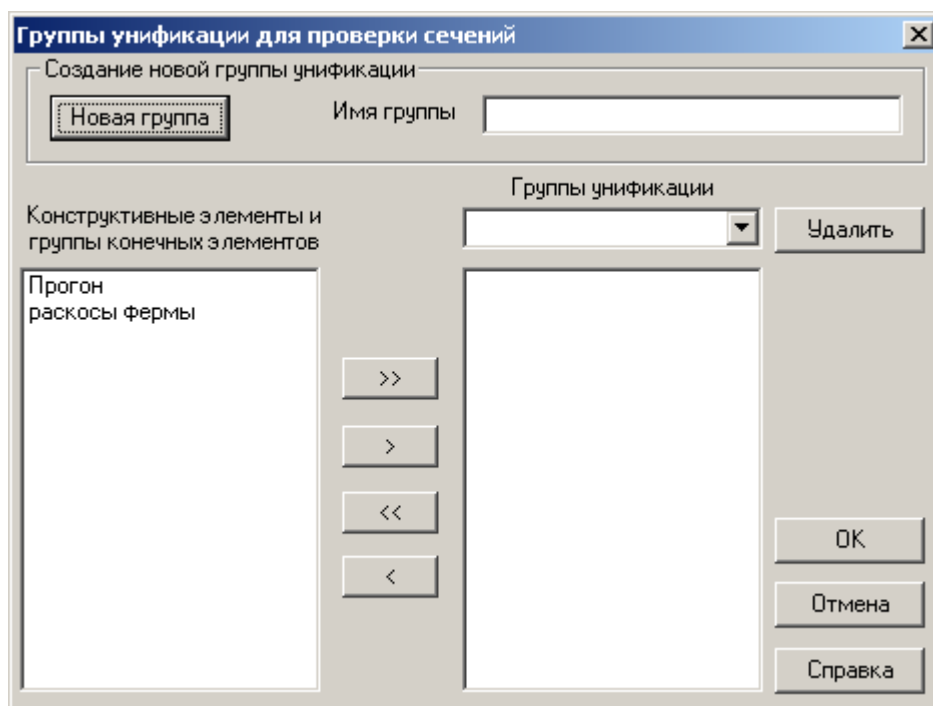 Группы унификации для проверки сечений
Создание новой группы унификации
Новая группа
Имя группы
Группы унификации
Конструктивные элементы и
группы конечных элементов
Удалить
Прогон
раскосы фермы
>>
>
<<
<
OK
Отмена
Справка